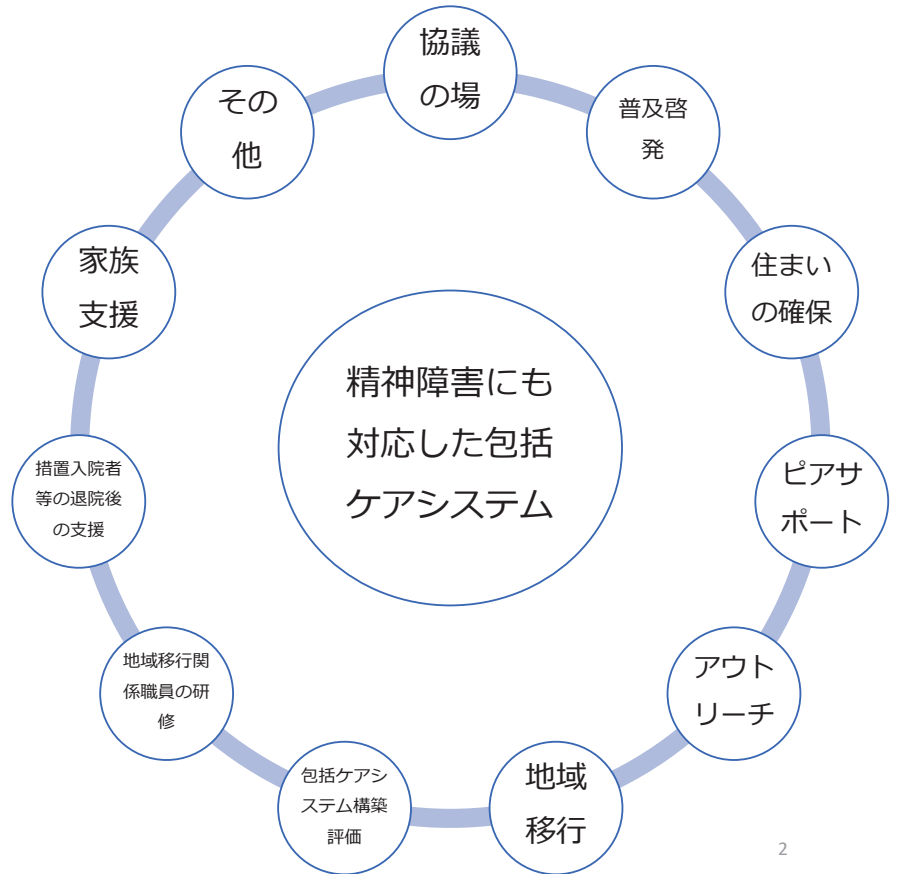 協議
の場
普及啓
発
住まい
の確保
ピアサ
ポート
アウト
リーチ
地域
移行
包括ケアシ
ステム構築
評価
地域移行関
係職員の研
修
措置入院者
等の退院後
の支援
家族
支援
その
他
精神障害にも
対応した包括
ケアシステム
2